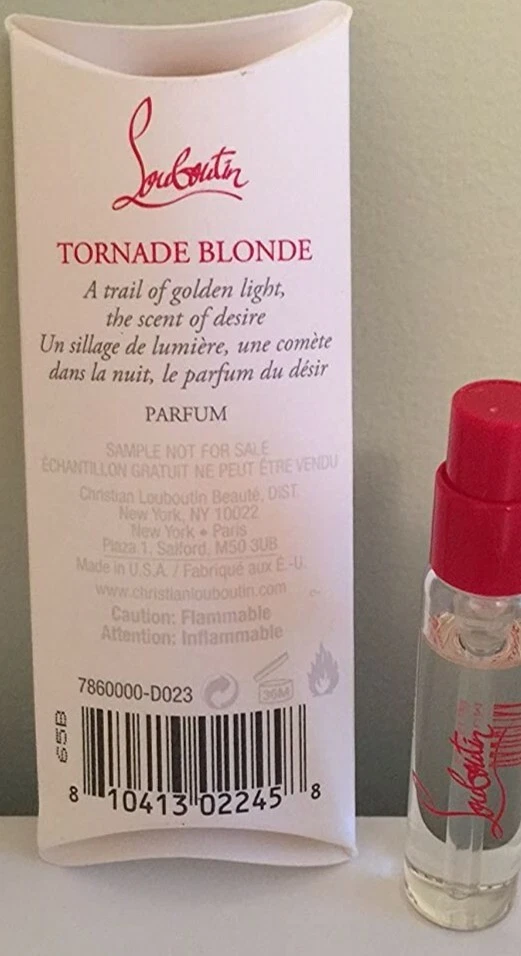 Louboutin
TORNADE BLONDE
A trail of golden light,
the scent of desire
Un sillage de lumière, une comète
dans la nuit, le parfum du désir
PARFUM
SAMPLE NOT FOR SALE
ÉCHANTILLON GRATUIT NE PEUT ÊTRE VENDU
Christian Louboutin Beauté, DIST.
New York, NY 10022
New York • Paris
Plaza 1, Salford, M50 3UB
Made in U.S.A. / Fabriqué aux É.-U.
www.christianlouboutin.com
Caution: Flammable
Attention: Inflammable
7860000-D023
36M
65B
8 10413 02245 8
Louboutin